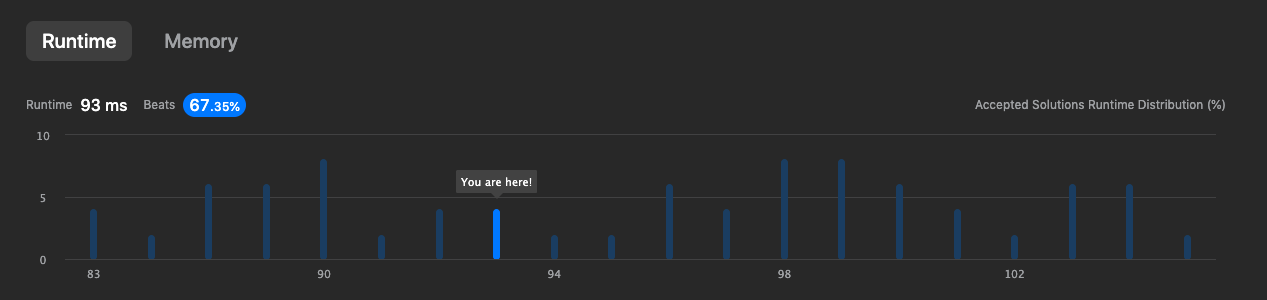 Runtime Memory
Runtime 93 ms Beats 67.35% Accepted Solutions Runtime Distribution (%)
10
You are here!
5
0
83 90 94 98 102